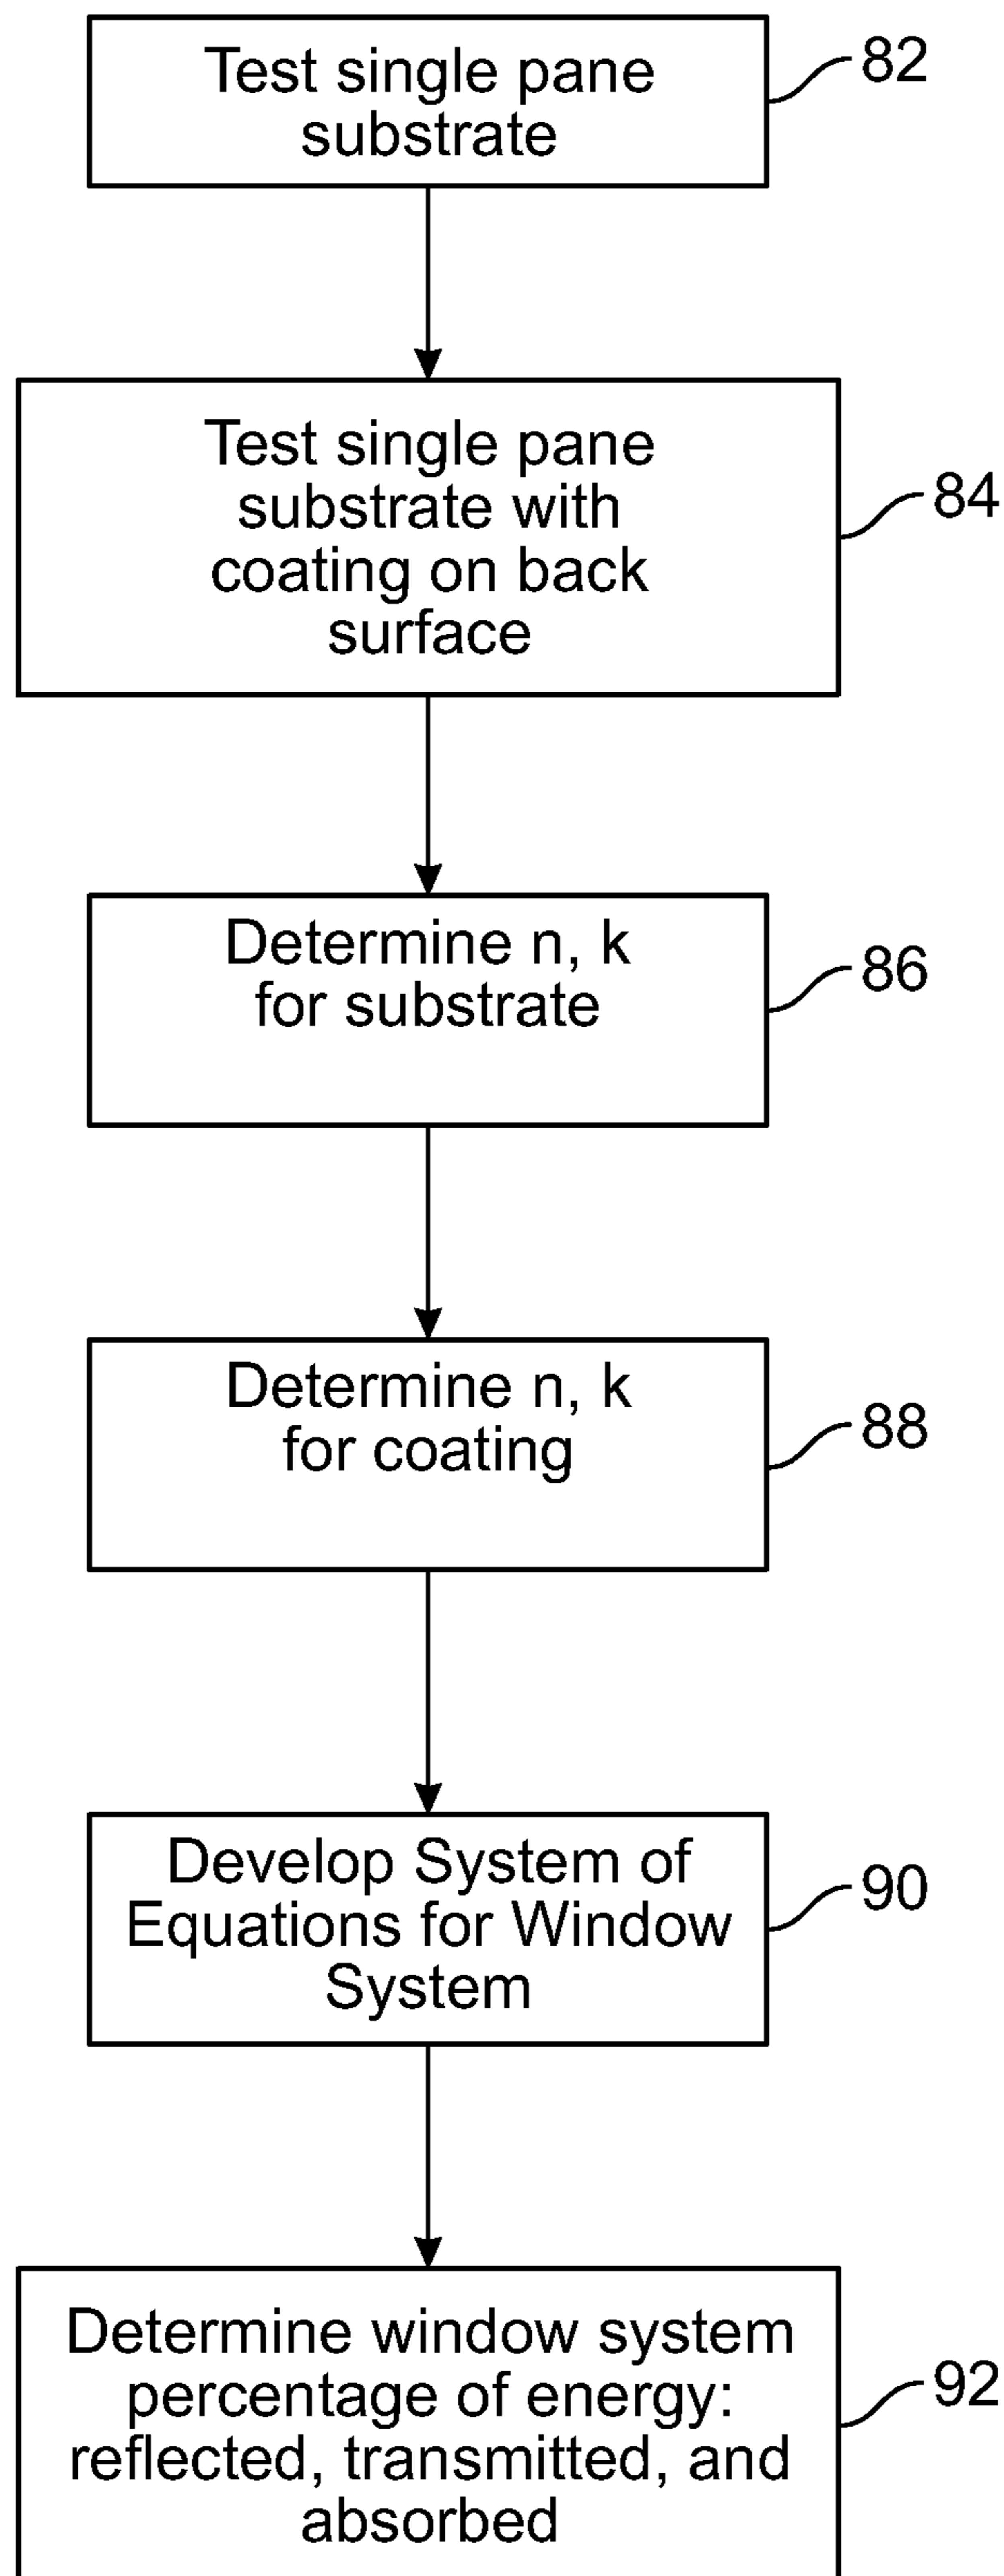 Test single pane
substrate
82
Test single pane
substrate with
coating on back
surface
84
Determine n, k
for substrate
86
Determine n, k
for coating
88
Develop System of
Equations for Window
System
90
Determine window system
percentage of energy:
reflected, transmitted, and
absorbed
92